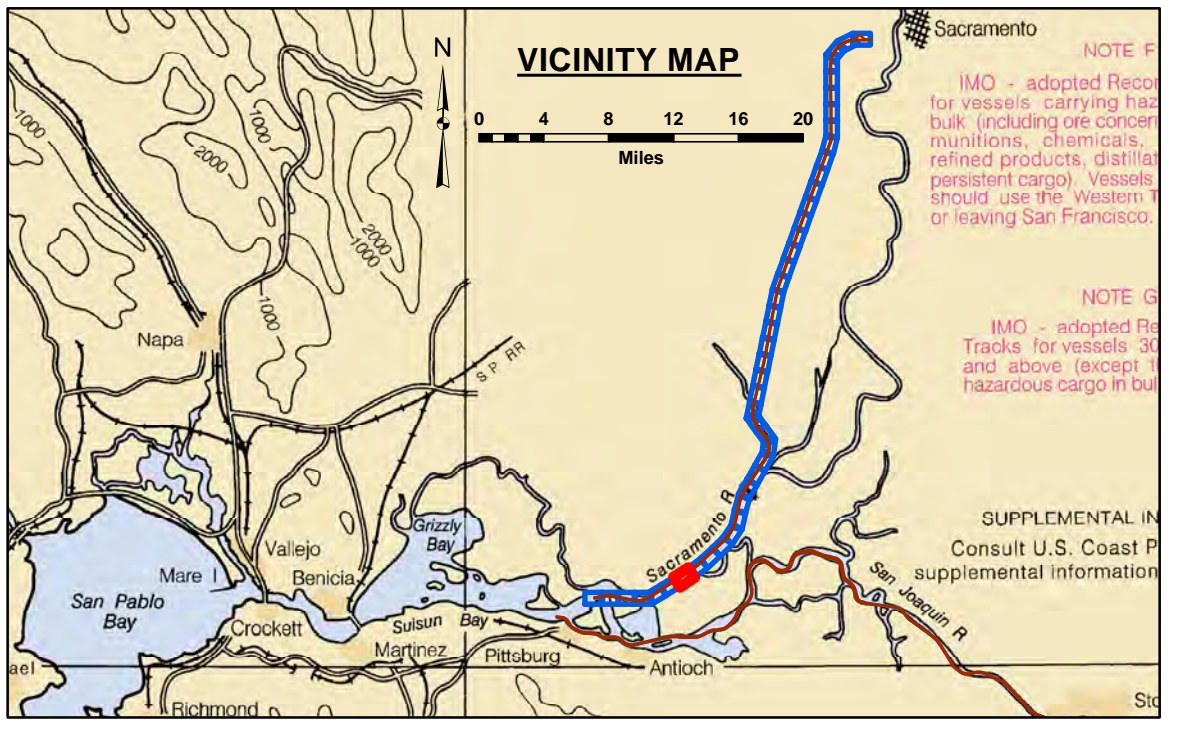 Sacramento
N
VICINITY MAP
NOTE F
0 4 8 12 16 20
Miles
IMO - adopted Recor
for vessels carrying haz
bulk (including ore concen
munitions, chemicals,
refined products, distillat
persistent cargo). Vessels
should use the Western T
or leaving San Francisco.
1000
1000
2000
2000
1000
1000
NOTE G
IMO - adopted Re
Tracks for vessels 30
and above (except
hazardous cargo in bul
Napa
S P RR
Sacramento R
Grizzly
Bay
SUPPLEMENTAL IN
Consult U.S. Coast P
supplemental information
Vallejo
Mare I
Benicia
San Pablo
Bay
Crockett
Suisun Bay
Martinez
Pittsburg
Antioch
San Joaquin R
ael
Richmond
Sto